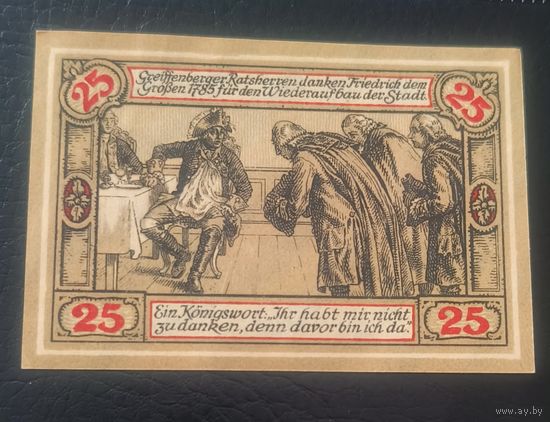 25
Greiffenberger Ratsherren danken Friedrich dem
Großen 1785 für den Wiederaufbau der Stadt.
25
25
Ein Königswort: „Ihr habt mir nicht
zu danken, denn davor bin ich da“.
25
www.ay.by